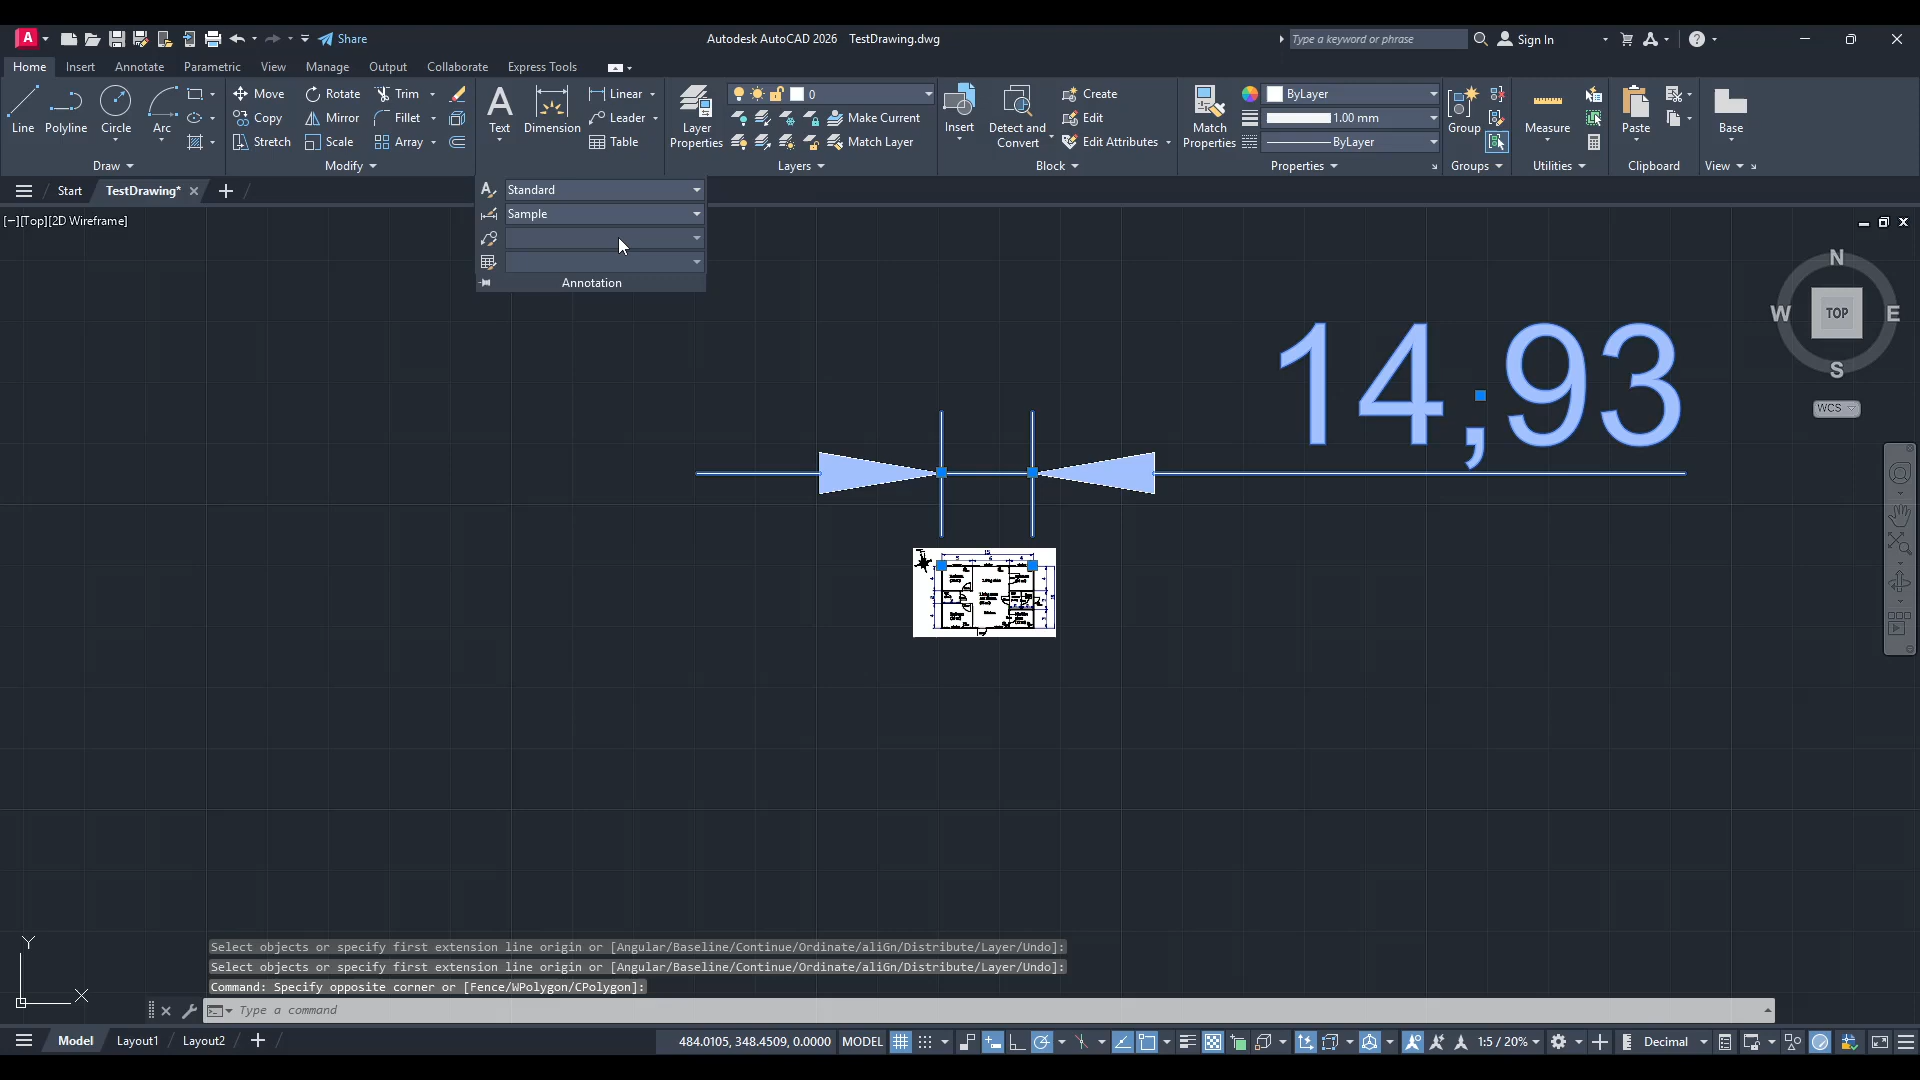 A
Share
Autodesk AutoCAD 2026 TestDrawing.dwg
Type a keyword or phrase
Sign In
Home Insert Annotate Parametric View Manage Output Collaborate Express Tools
Line
Polyline
Circle
Arc
Draw
Move
Rotate
Trim
Copy
Mirror
Fillet
Stretch
Scale
Array
Modify
Text
Dimension
Linear
Leader
Table
Layer
Properties
0
Make Current
Match Layer
Layers
Insert
Detect and
Convert
Create
Edit
Edit Attributes
Block
Match
Properties
ByLayer
1.00 mm
ByLayer
Properties
Group
Groups
Measure
Utilities
Paste
Clipboard
Base
View
Start
TestDrawing*
Standard
Sample
Annotation
[−][Top][2D Wireframe]
N
W
TOP
E
S
WCS
14,93
15
5 6 4
Y
X
Select objects or specify first extension line origin or [Angular/Baseline/Continue/Ordinate/aliGn/Distribute/Layer/Undo]:
Select objects or specify first extension line origin or [Angular/Baseline/Continue/Ordinate/aliGn/Distribute/Layer/Undo]:
Command: Specify opposite corner or [Fence/WPolygon/CPolygon]:
Type a command
Model Layout1 Layout2
484.0105, 348.4509, 0.0000
MODEL
1:5 / 20%
Decimal